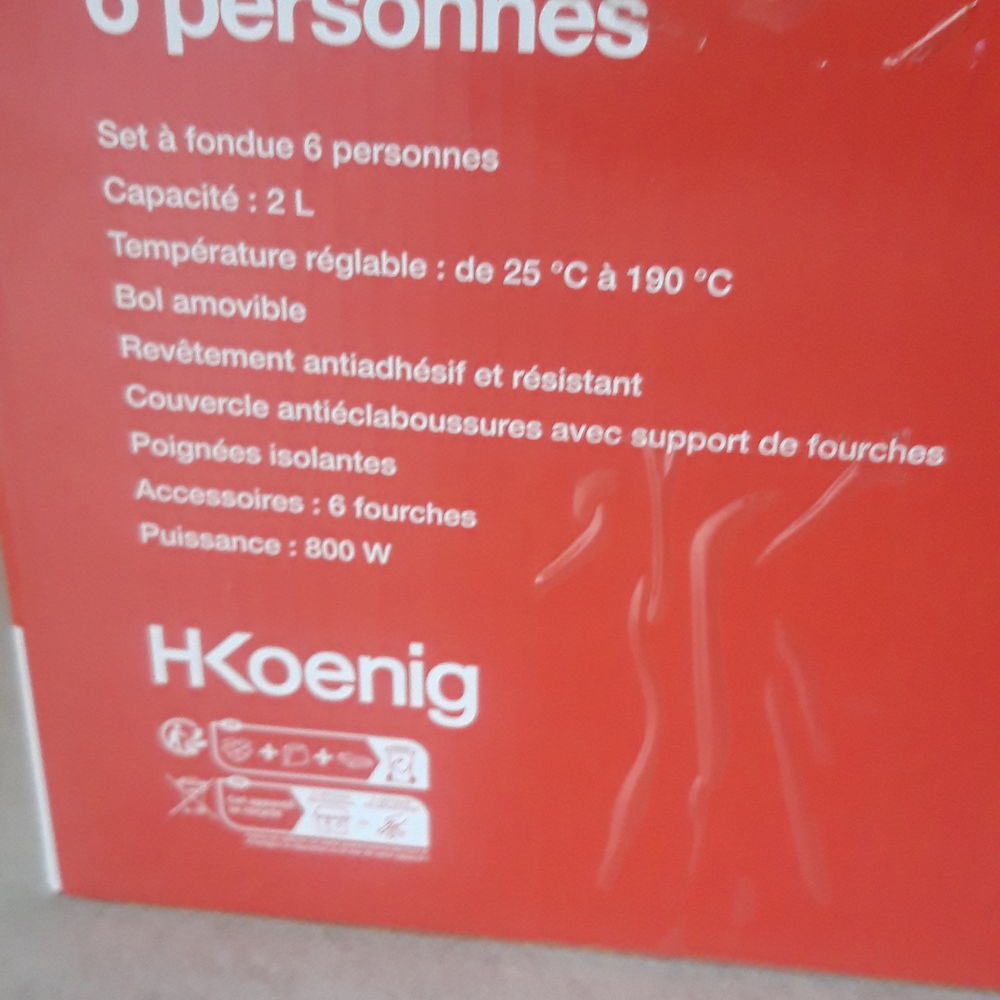 6 personnes
Set à fondue 6 personnes
Capacité : 2 L
Température réglable : de 25 °C à 190 °C
Bol amovible
Revêtement antiadhésif et résistant
Couvercle antiéclaboussures avec support de fourches
Poignées isolantes
Accessoires : 6 fourches
Puissance : 800 W
HKoenig